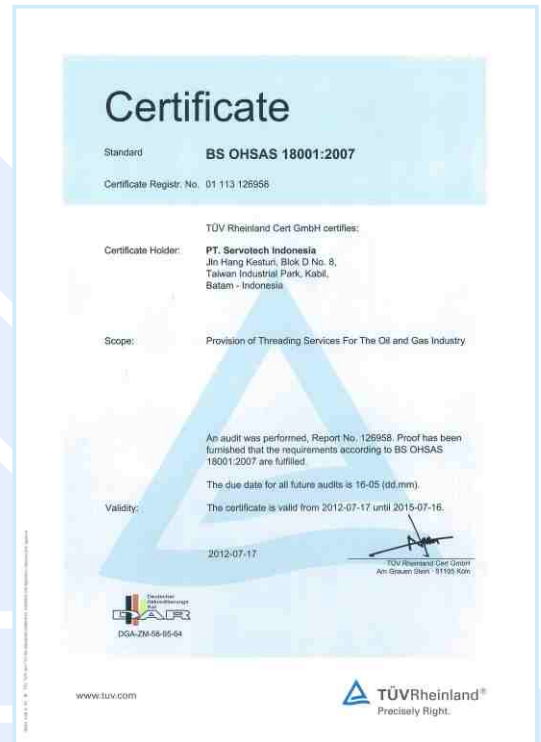 Certificate
Standard BS OHSAS 18001:2007
Certificate Registr. No. 01 113 126958
TÜV Rheinland Cert GmbH certifies:
Certificate Holder: PT. Servotech Indonesia
Jln Hang Kesturi, Blok D No. 8,
Taiwan Industrial Park, Kabil,
Batam - Indonesia
Scope: Provision of Threading Services For The Oil and Gas Industry
An audit was performed, Report No. 126958. Proof has been
furnished that the requirements according to BS OHSAS
18001:2007 are fulfilled.
The due date for all future audits is 16-05 (dd.mm).
Validity: The certificate is valid from 2012-07-17 until 2015-07-16.
2012-07-17
TÜV Rheinland Cert GmbH
Am Grauen Stein · 51105 Köln
Deutscher
Akkreditierungs
Rat
DAR
DGA-ZM-58-95-64
www.tuv.com
TÜVRheinland®
Precisely Right.